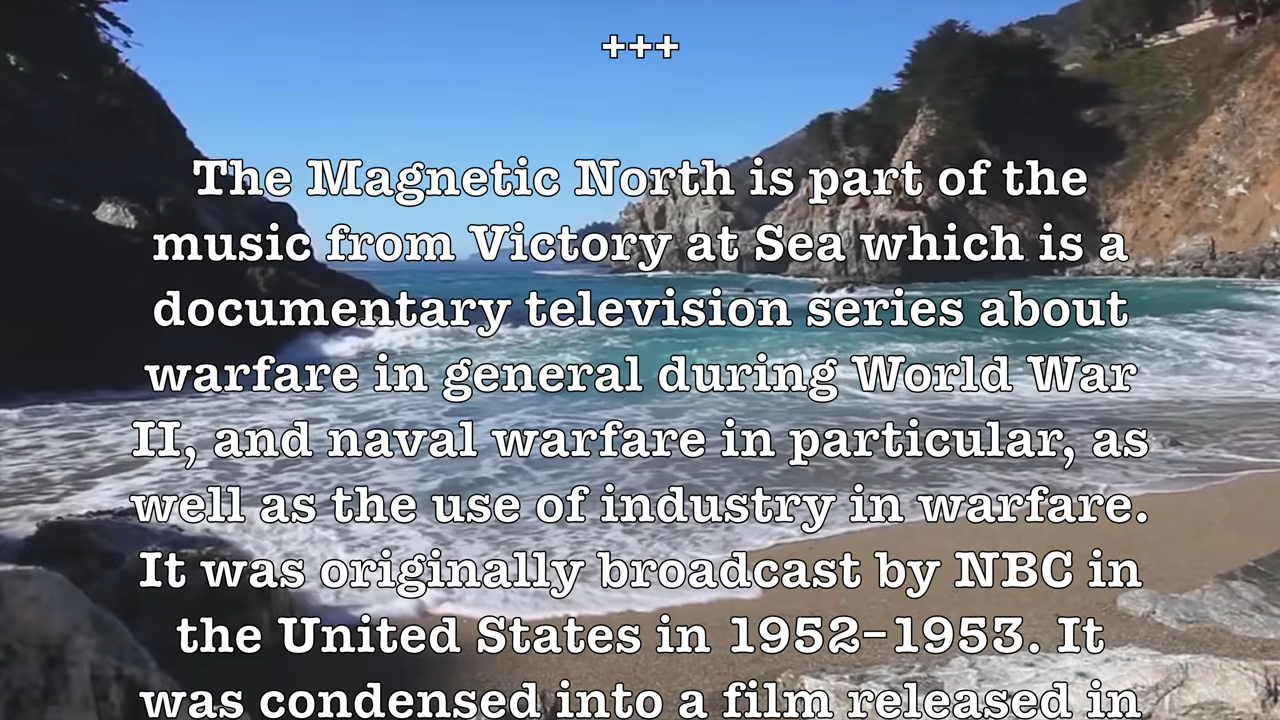 +++
The Magnetic North is part of the
music from Victory at Sea which is a
documentary television series about
warfare in general during World War
II, and naval warfare in particular, as
well as the use of industry in warfare.
It was originally broadcast by NBC in
the United States in 1952–1953. It
was condensed into a film released in